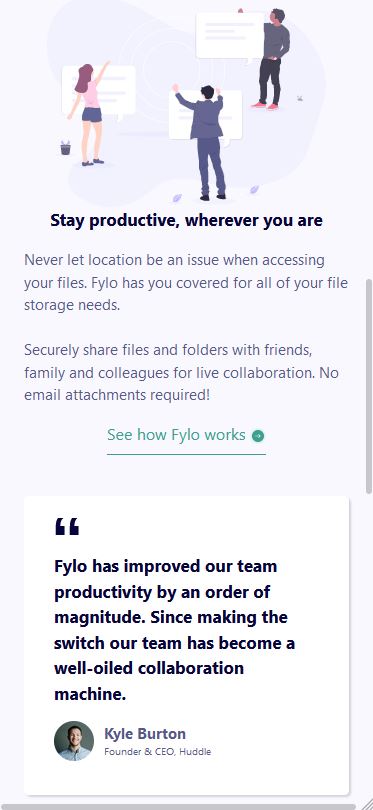 Stay productive, wherever you are
Never let location be an issue when accessing
your files. Fylo has you covered for all of your file
storage needs.
Securely share files and folders with friends,
family and colleagues for live collaboration. No
email attachments required!
See how Fylo works
“
Fylo has improved our team
productivity by an order of
magnitude. Since making the
switch our team has become a
well-oiled collaboration
machine.
Kyle Burton
Founder & CEO, Huddle